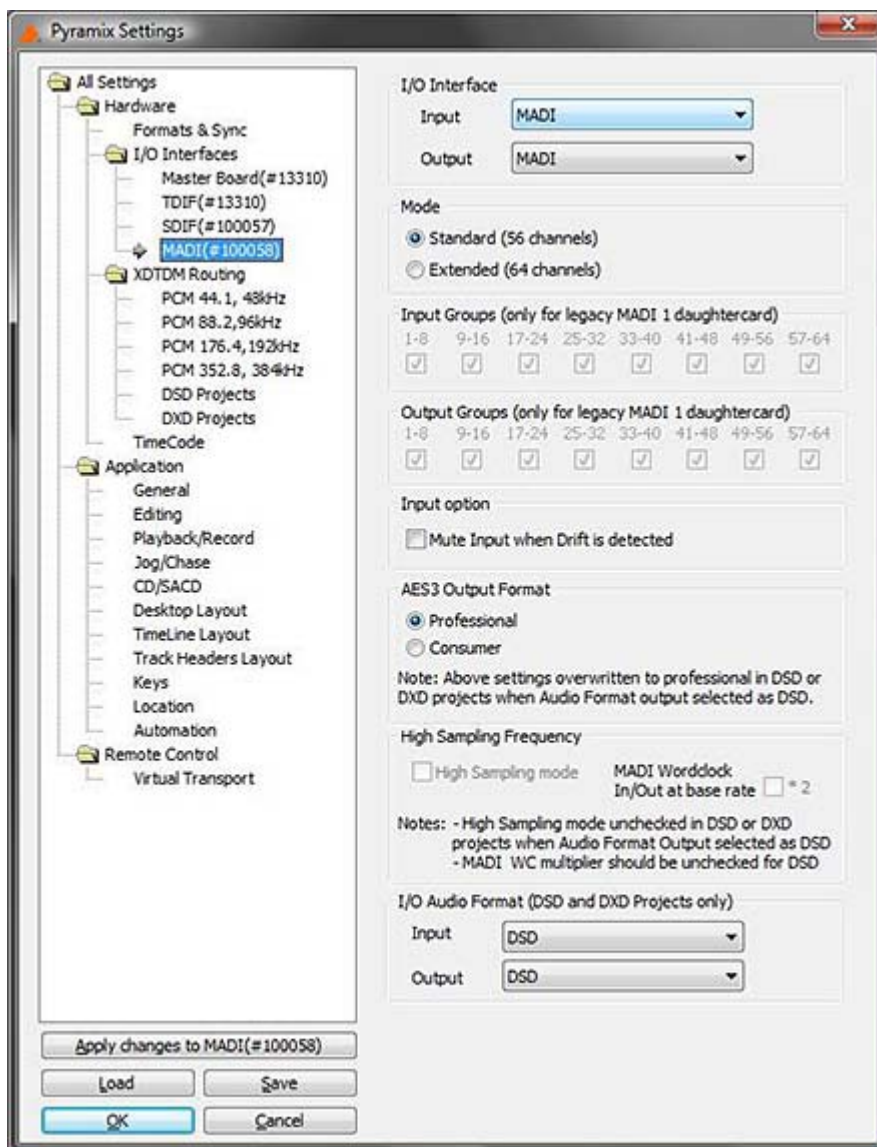 Pyramix Settings
All Settings
Hardware
Formats & Sync
I/O Interfaces
Master Board(#13310)
TDIF(#13310)
SDIF(#100057)
MADI(#100058)
XDTDM Routing
PCM 44.1, 48kHz
PCM 88.2,96kHz
PCM 176.4,192kHz
PCM 352.8, 384kHz
DSD Projects
DXD Projects
TimeCode
Application
General
Editing
Playback/Record
Jog/Chase
CD/SACD
Desktop Layout
TimeLine Layout
Track Headers Layout
Keys
Location
Automation
Remote Control
Virtual Transport
Apply changes to MADI(#100058)
Load Save
OK Cancel
I/O Interface
Input MADI
Output MADI
Mode
Standard (56 channels)
Extended (64 channels)
Input Groups (only for legacy MADI 1 daughtercard)
1-8 9-16 17-24 25-32 33-40 41-48 49-56 57-64
Output Groups (only for legacy MADI 1 daughtercard)
1-8 9-16 17-24 25-32 33-40 41-48 49-56 57-64
Input option
Mute Input when Drift is detected
AES3 Output Format
Professional
Consumer
Note: Above settings overwritten to professional in DSD or
DXD projects when Audio Format output selected as DSD.
High Sampling Frequency
High Sampling mode MADI Wordclock
In/Out at base rate * 2
Notes: - High Sampling mode unchecked in DSD or DXD
projects when Audio Format Output selected as DSD
- MADI WC multiplier should be unchecked for DSD
I/O Audio Format (DSD and DXD Projects only)
Input DSD
Output DSD